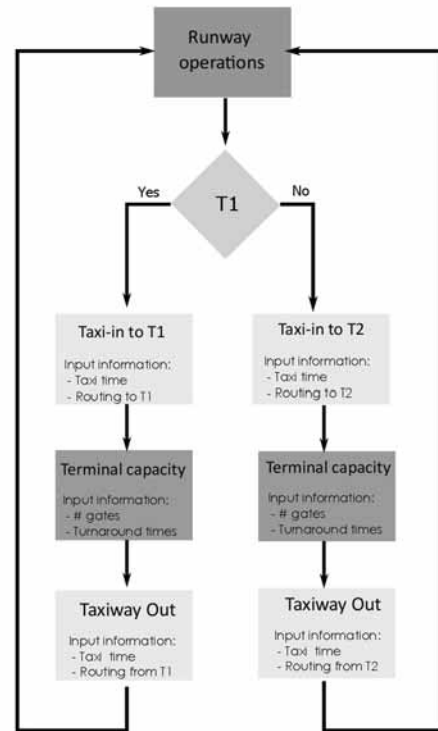 Runway
operations
T1
Yes
No
Taxi-in to T1
Input information:
- Taxi time
- Routing to T1
Taxi-in to T2
Input information:
- Taxi time
- Routing to T2
Terminal capacity
Input information:
- # gates
- Turnaround times
Terminal capacity
Input information:
- # gates
- Turnaround times
Taxiway Out
Input information:
- Taxi time
- Routing from T1
Taxiway Out
Input information:
- Taxi time
- Routing from T2